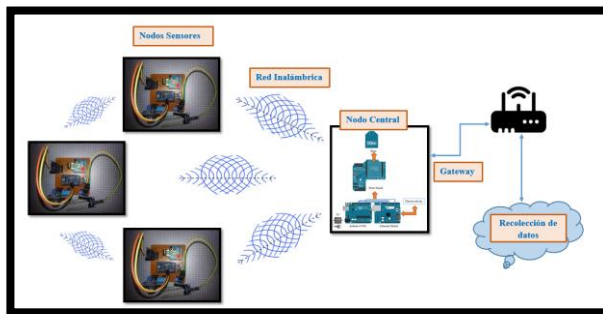 Nodos Sensores
Red Inalámbrica
Nodo Central
Gateway
Recolección de
datos